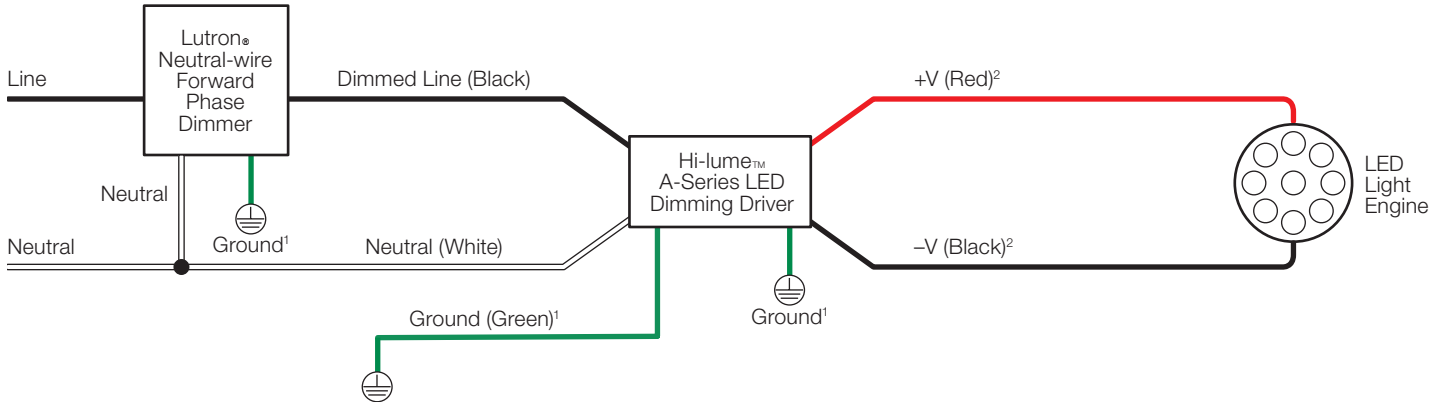 Lutron®
Neutral-wire
Forward
Phase
Dimmer
Line
Dimmed Line (Black)
+V (Red)²
Hi-lume™
A-Series LED
Dimming Driver
LED
Light
Engine
Neutral
Ground¹
Neutral
Neutral (White)
–V (Black)²
Ground (Green)¹
Ground¹